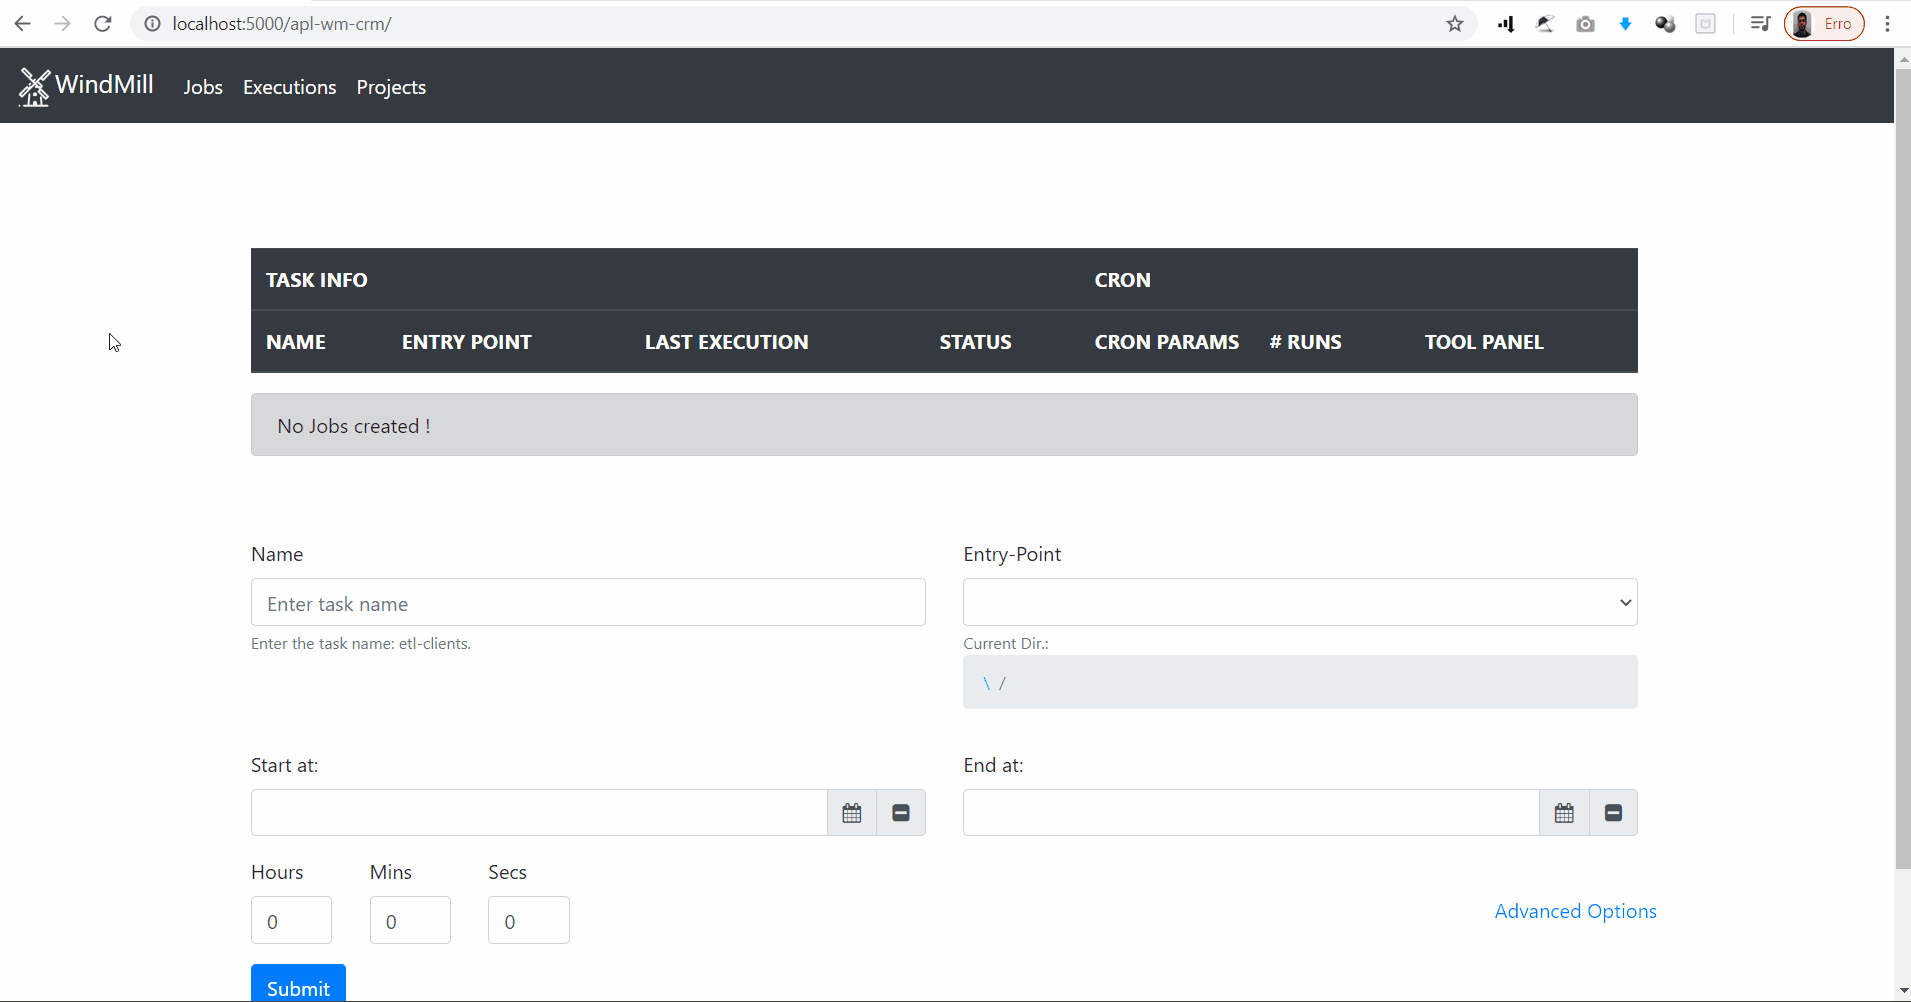 localhost:5000/apl-wm-crm/
Erro
WindMill Jobs Executions Projects
TASK INFO CRON
NAME ENTRY POINT LAST EXECUTION STATUS CRON PARAMS # RUNS TOOL PANEL
No Jobs created !
Name Entry-Point
Enter task name
Enter the task name: etl-clients. Current Dir.:
\ /
Start at: End at:
Hours Mins Secs
0 0 0
Advanced Options
Submit